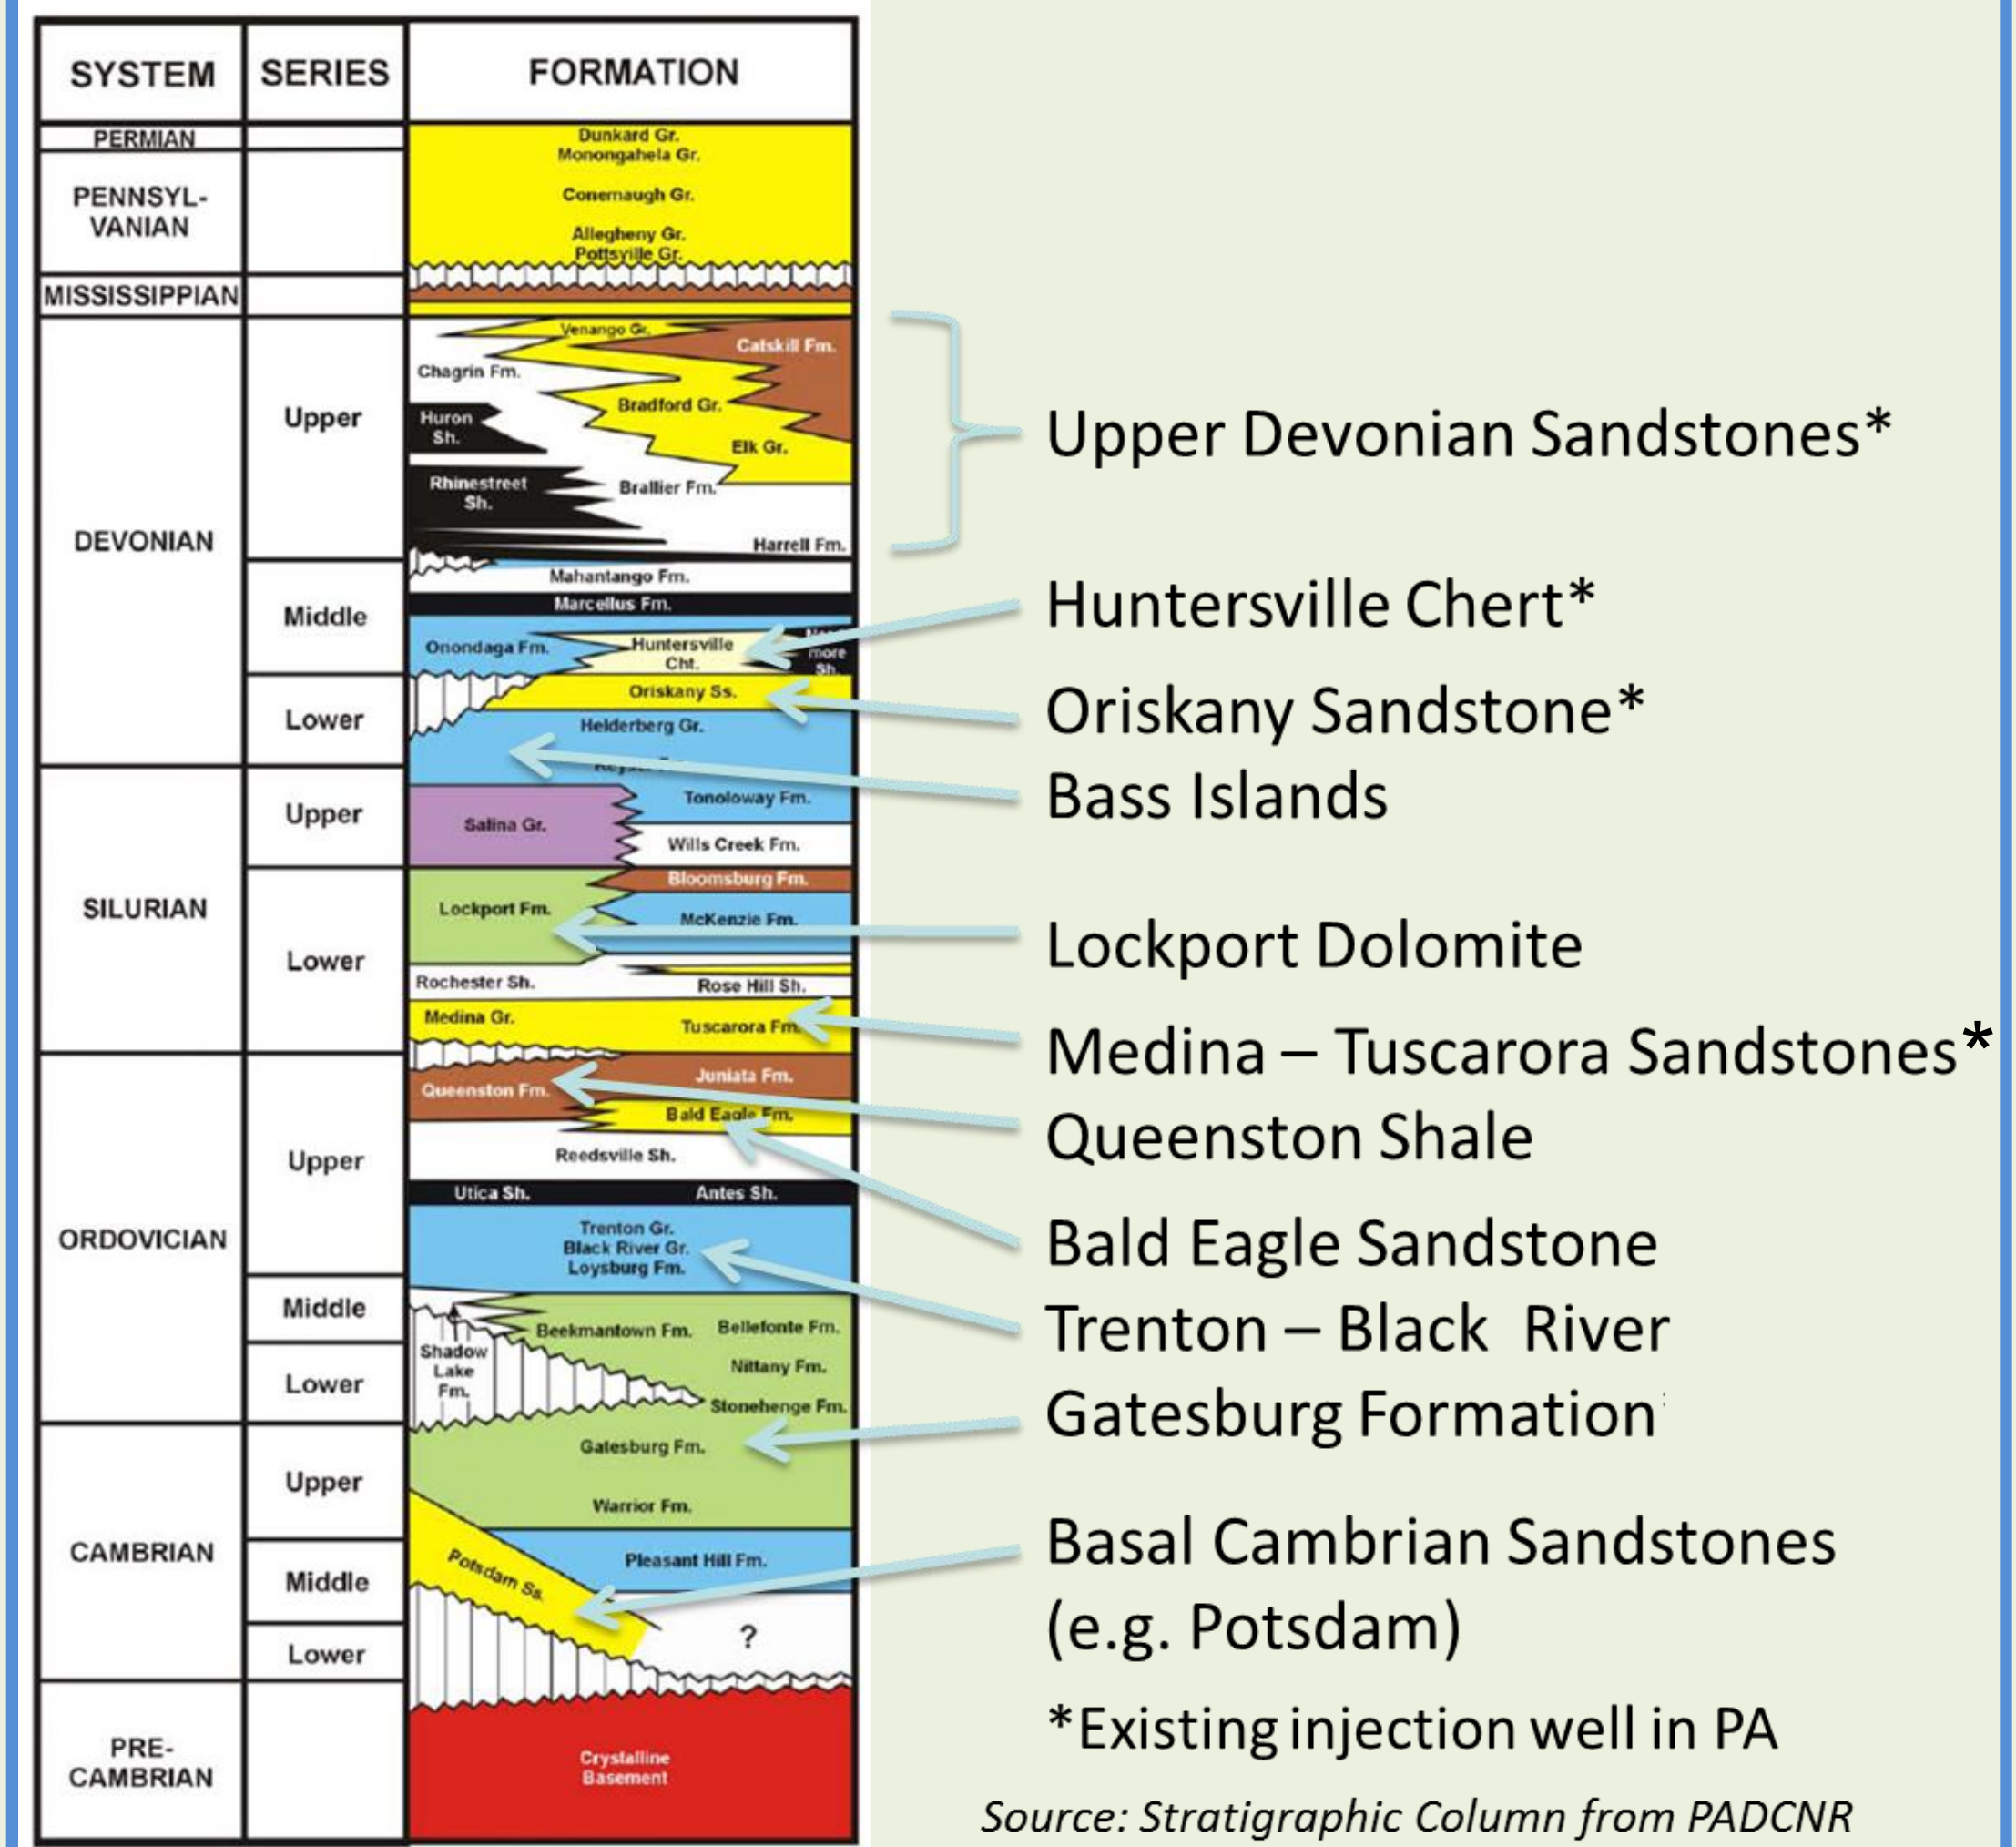 SYSTEM SERIES FORMATION
PERMIAN
Dunkard Gr.
Monongahela Gr.
PENNSYL-
VANIAN
Conemaugh Gr.
Allegheny Gr.
Pottsville Gr.
MISSISSIPPIAN
DEVONIAN
Upper
Venango Gr.
Catskill Fm.
Chagrin Fm.
Bradford Gr.
Huron
Sh.
Elk Gr.
Rhinestreet
Sh.
Brallier Fm.
Harrell Fm.
Middle
Mahantango Fm.
Marcellus Fm.
Onondaga Fm.
Huntersville
Cht.
more
Sh.
Lower
Oriskany Ss.
Helderberg Gr.
SILURIAN
Upper
Tonoloway Fm.
Salina Gr.
Wills Creek Fm.
Lower
Bloomsburg Fm.
Lockport Fm.
McKenzie Fm.
Rochester Sh.
Rose Hill Sh.
Medina Gr.
Tuscarora Fm.
ORDOVICIAN
Upper
Juniata Fm.
Queenston Fm.
Bald Eagle Fm.
Reedsville Sh.
Utica Sh.
Antes Sh.
Trenton Gr.
Black River Gr.
Loysburg Fm.
Middle
Beekmantown Fm.
Bellefonte Fm.
Shadow
Lake
Fm.
Lower
Nittany Fm.
Stonehenge Fm.
CAMBRIAN
Upper
Gatesburg Fm.
Warrior Fm.
Middle
Potsdam Ss.
Pleasant Hill Fm.
Lower
?
PRE-
CAMBRIAN
Crystalline
Basement
Upper Devonian Sandstones*
Huntersville Chert*
Oriskany Sandstone*
Bass Islands
Lockport Dolomite
Medina – Tuscarora Sandstones*
Queenston Shale
Bald Eagle Sandstone
Trenton – Black River
Gatesburg Formation
Basal Cambrian Sandstones
(e.g. Potsdam)
*Existing injection well in PA
Source: Stratigraphic Column from PADCNR